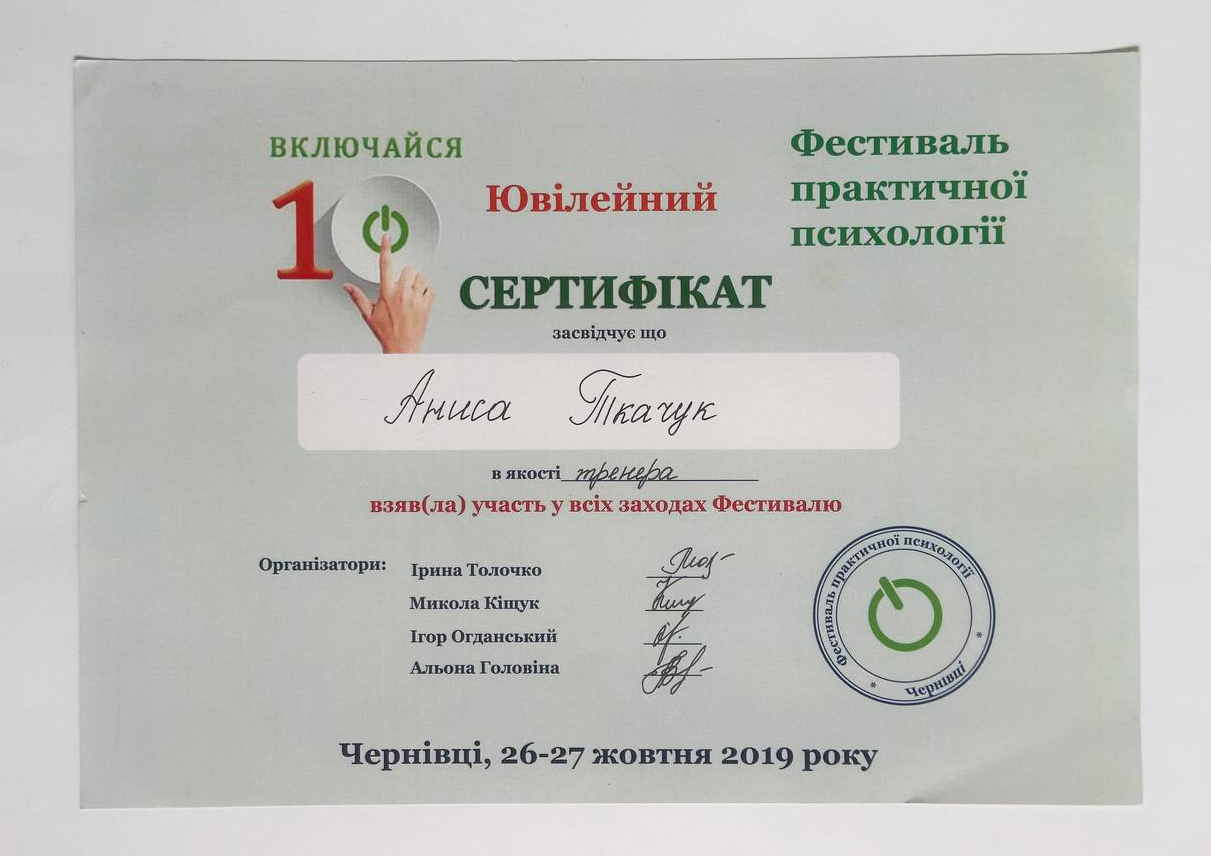 ВКЛЮЧАЙСЯ
10
Ювілейний
Фестиваль
практичної
психології
СЕРТИФІКАТ
засвідчує що
Аниса Ткачук
в якості тренера
взяв(ла) участь у всіх заходах Фестивалю
Організатори:
Ірина Толочко
Микола Кіщук
Ігор Огданський
Альона Головіна
Фестиваль практичної психології
* Чернівці *
Чернівці, 26-27 жовтня 2019 року